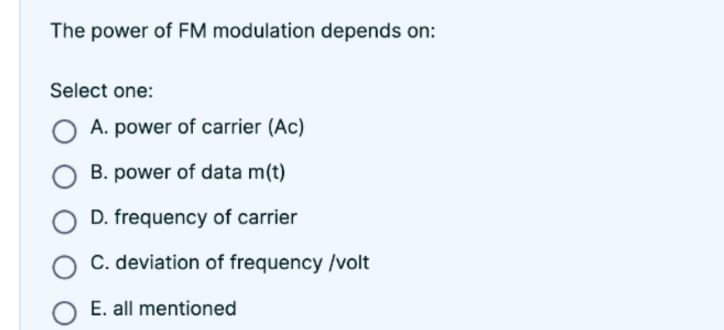 The power of FM modulation depends on:
Select one:
A. power of carrier (Ac)
B. power of data m(t)
D. frequency of carrier
C. deviation of frequency /volt
E. all mentioned